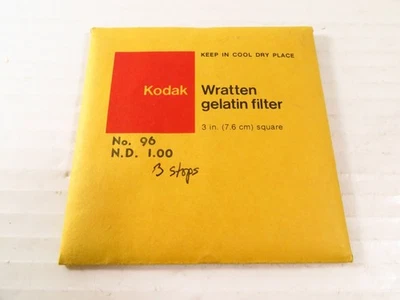 KEEP IN COOL DRY PLACE
Kodak
Wratten
gelatin filter
3 in. (7.6 cm) square
No. 96
N.D. 1.00
3 stops